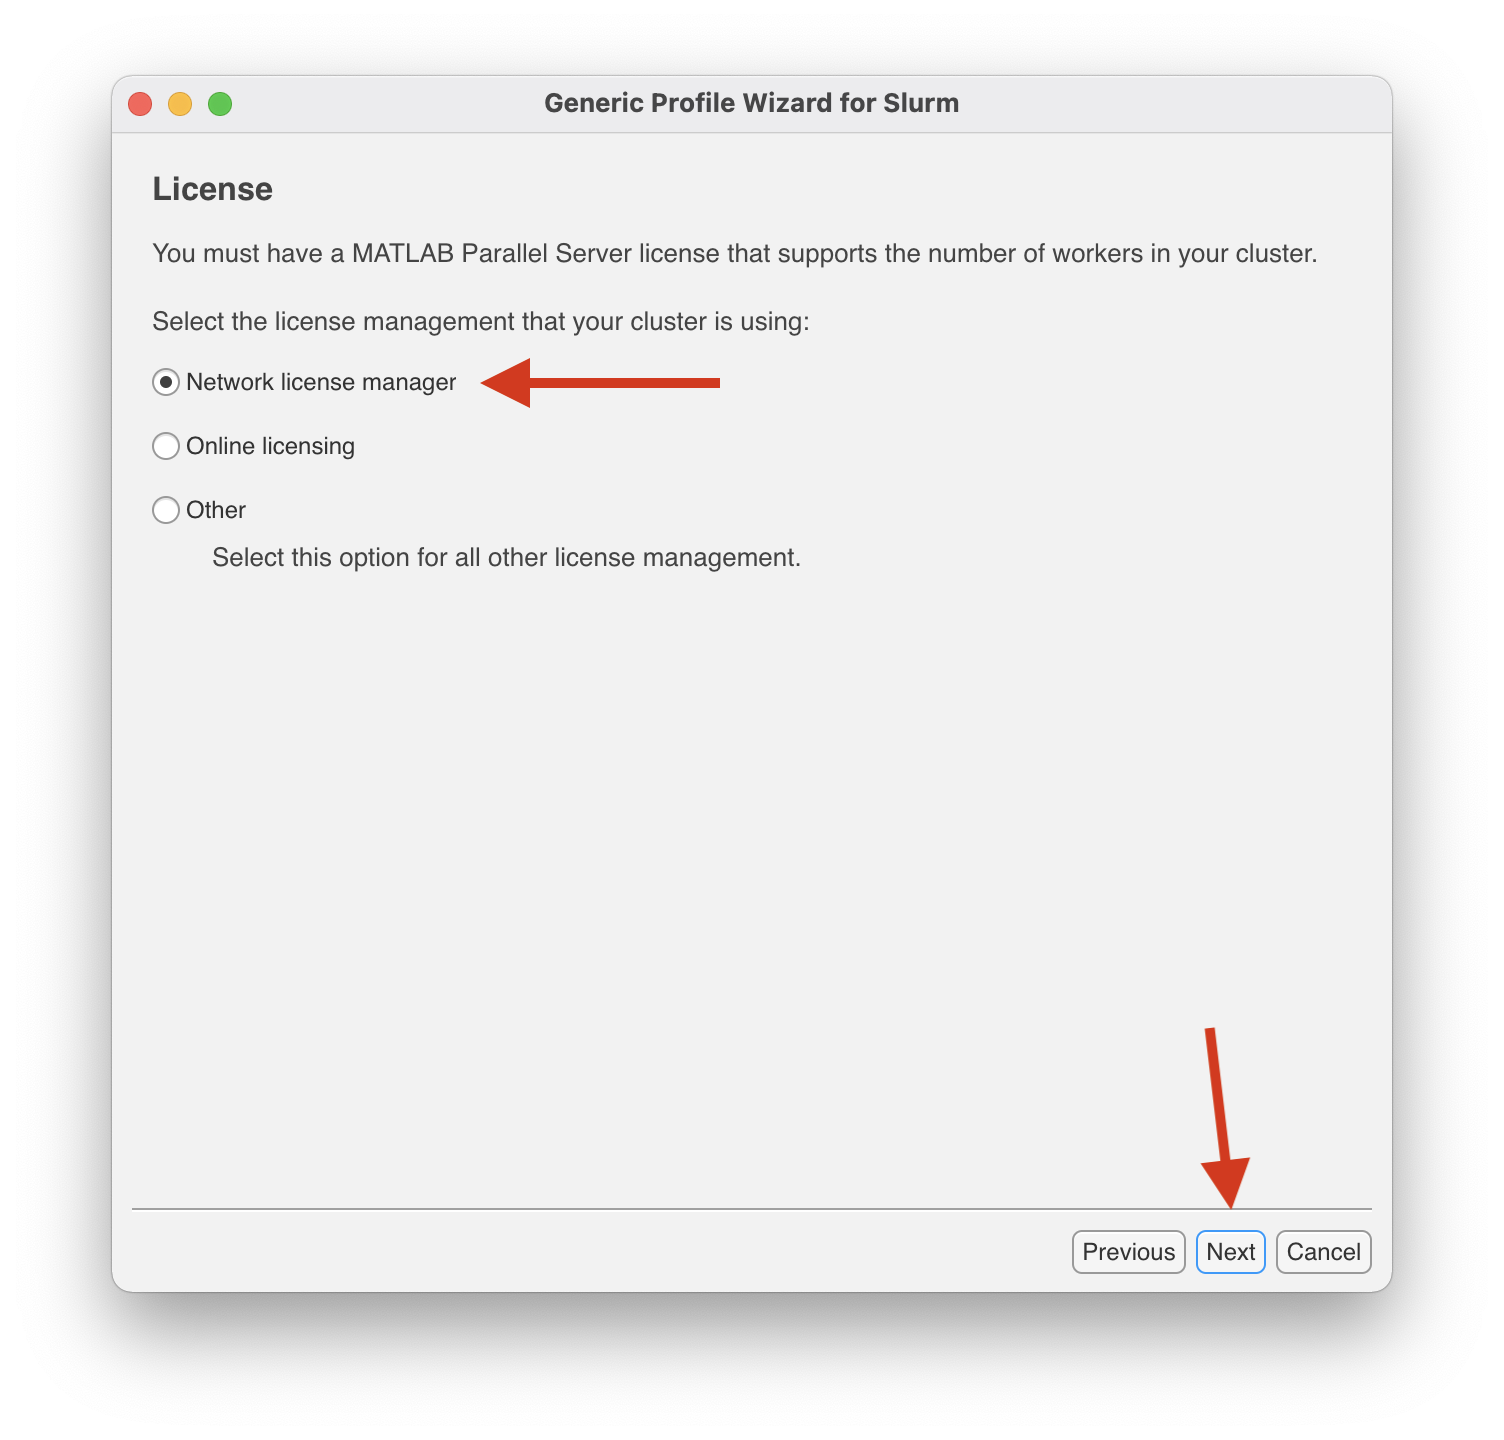 Generic Profile Wizard for Slurm
License
You must have a MATLAB Parallel Server license that supports the number of workers in your cluster.
Select the license management that your cluster is using:
Network license manager
Online licensing
Other
Select this option for all other license management.
Previous Next Cancel